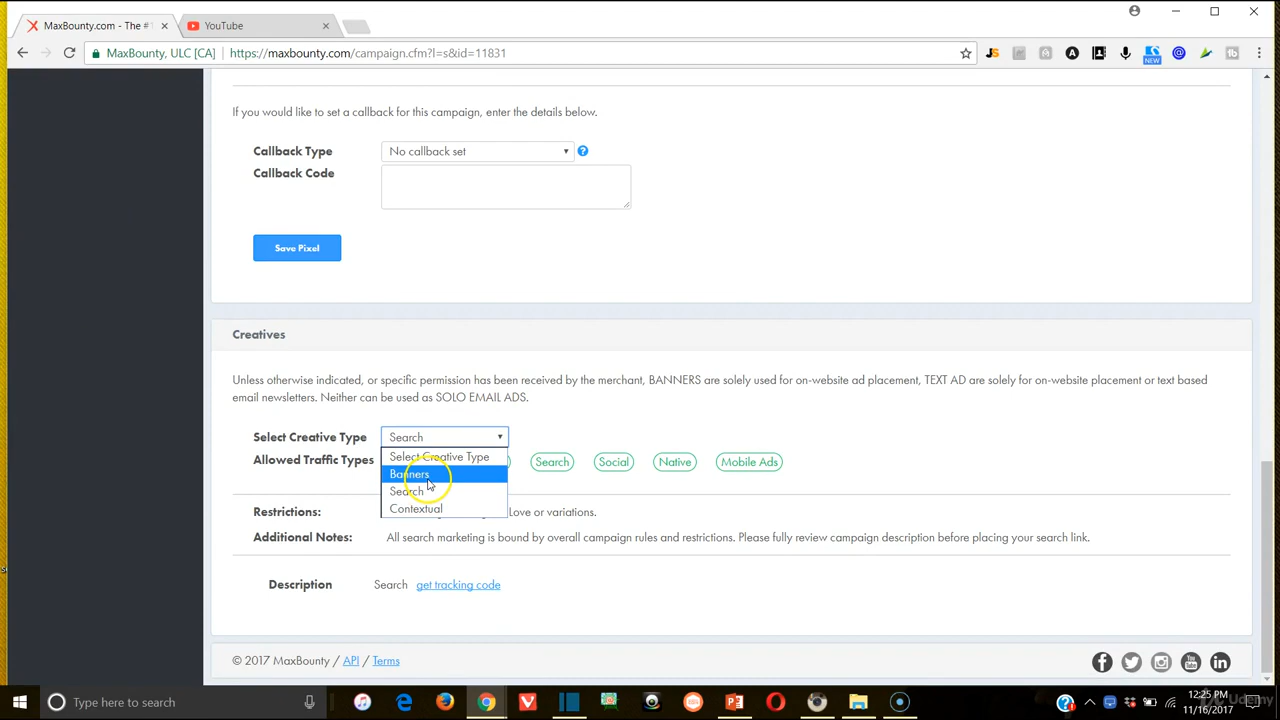 MaxBounty.com - The #1
YouTube
MaxBounty, ULC [CA]
https://maxbounty.com/campaign.cfm?l=s&id=11831
JS
A
NEW
If you would like to set a callback for this campaign, enter the details below.
Callback Type
No callback set
?
Callback Code
Save Pixel
Creatives
Unless otherwise indicated, or specific permission has been received by the merchant, BANNERS are solely used for on-website ad placement, TEXT AD are solely for on-website placement or text based
email newsletters. Neither can be used as SOLO EMAIL ADS.
Select Creative Type
Search
Allowed Traffic Types
Search
Social
Native
Mobile Ads
Select Creative Type
Banners
Search
Contextual
Restrictions:
Love or variations.
Additional Notes:
All search marketing is bound by overall campaign rules and restrictions. Please fully review campaign description before placing your search link.
Description
Search get tracking code
© 2017 MaxBounty / API / Terms
Type here to search
12:25 PM
11/16/2017
Udemy